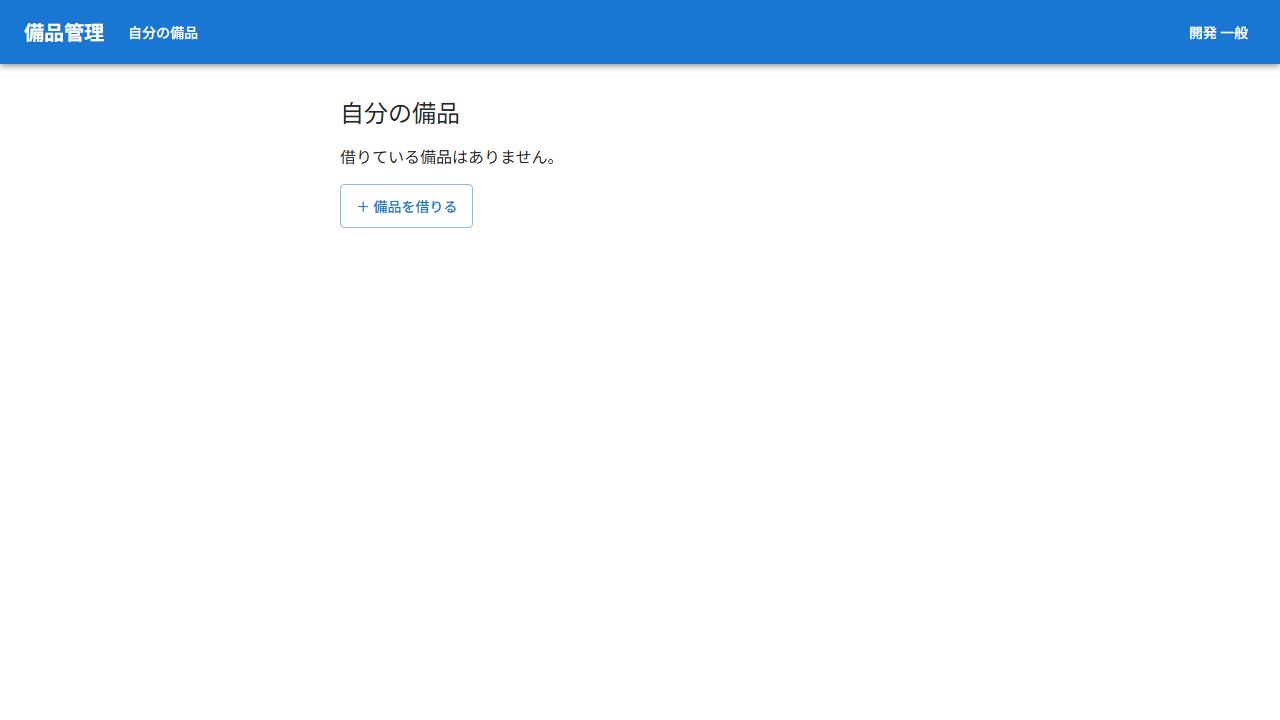 備品管理
自分の備品
開発 一般
自分の備品
借りている備品はありません。
＋ 備品を借りる